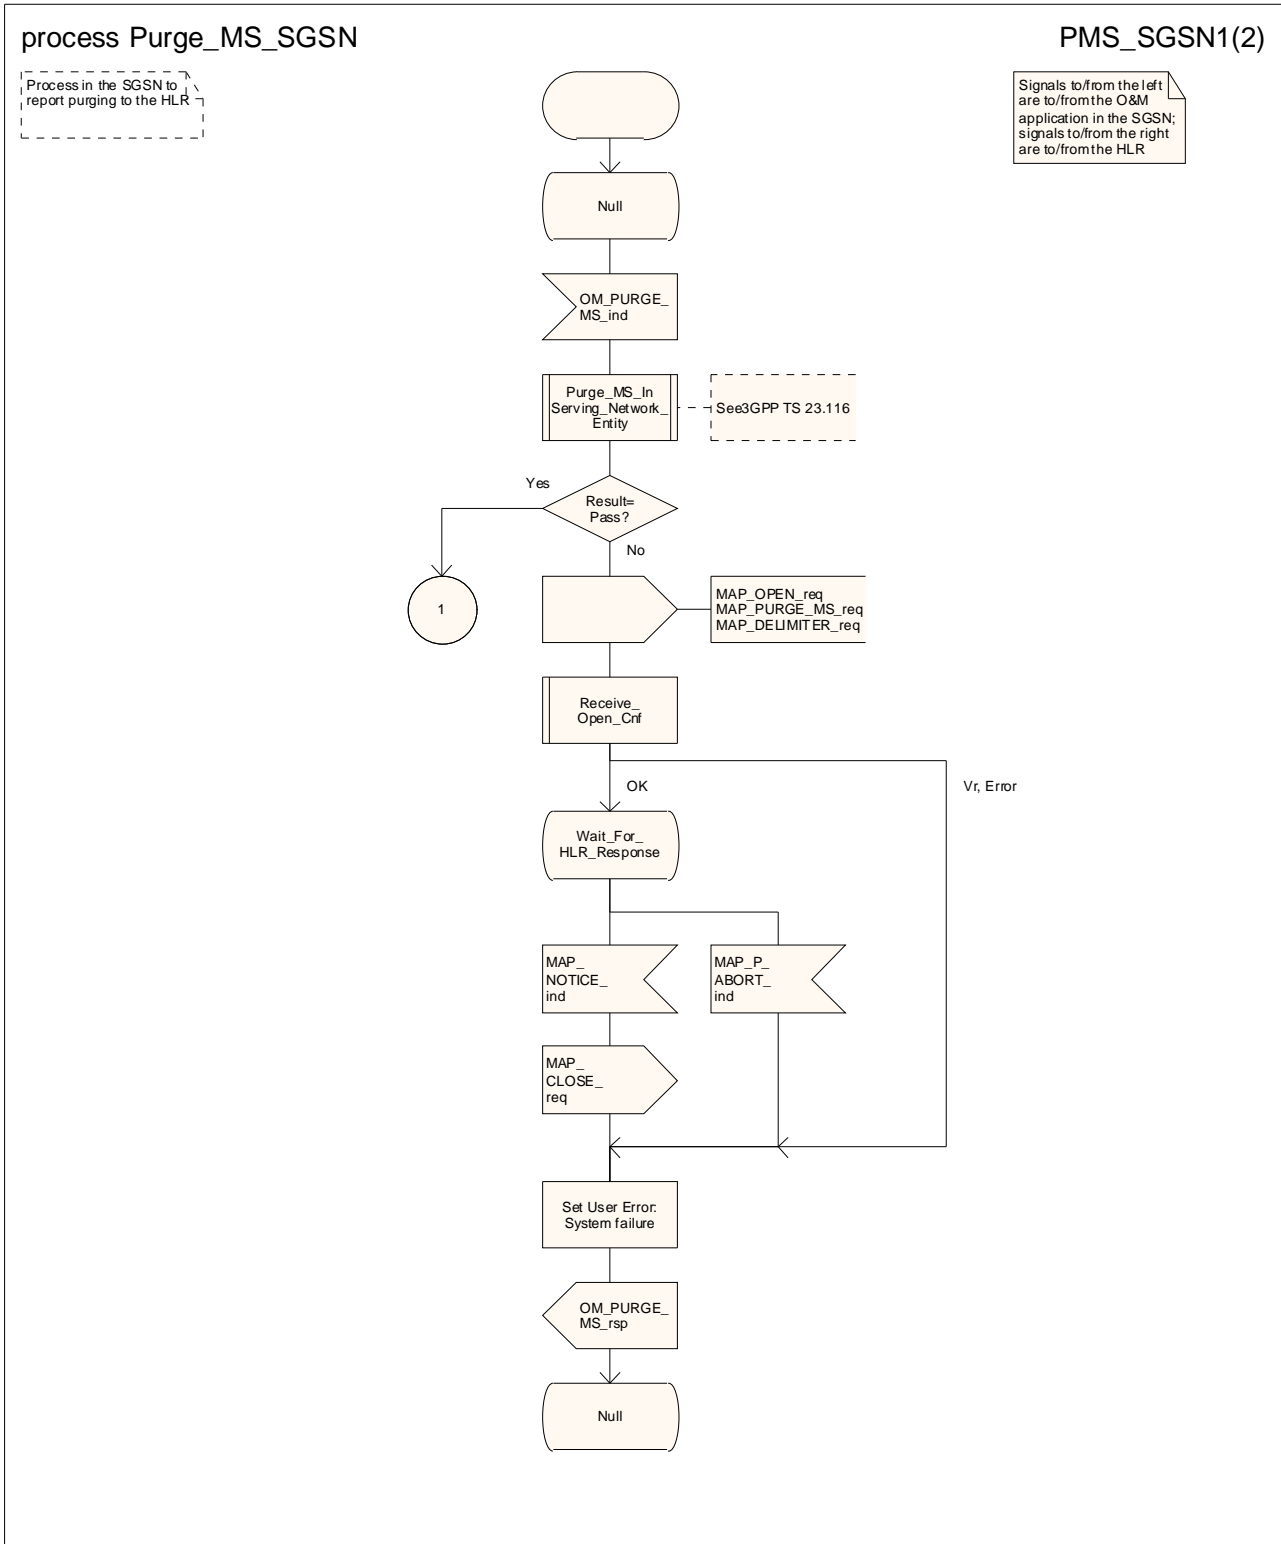 process Purge_MS_SGSN
PMS_SGSN1(2)
Process in the SGSN to
report purging to the HLR
Signals to/from the left
are to/from the O&M
application in the SGSN;
signals to/from the right
are to/from the HLR
Null
OM_PURGE_
MS_ind
Purge_MS_In
Serving_Network_
Entity
See3GPP TS 23.116
Yes
Result=
Pass?
No
1
MAP_OPEN_req
MAP_PURGE_MS_req
MAP_DELIMITER_req
Receive_
Open_Cnf
OK
Vr, Error
Wait_For_
HLR_Response
MAP_
NOTICE_
ind
MAP_P_
ABORT_
ind
MAP_
CLOSE_
req
Set User Error:
System failure
OM_PURGE_
MS_rsp
Null